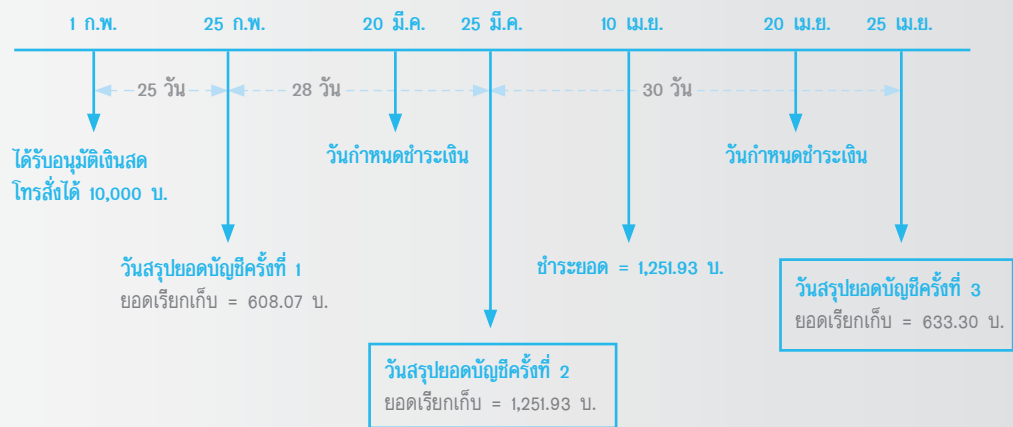 1 ก.พ. 25 ก.พ. 20 มี.ค. 25 มี.ค. 10 เม.ย. 20 เม.ย. 25 เม.ย.
25 วัน 28 วัน 30 วัน
ได้รับอนุมัติเงินสด
โทรสั่งได้ 10,000 บ.
วันกำหนดชำระเงิน วันกำหนดชำระเงิน
วันสรุปยอดบัญชีครั้งที่ 1
ยอดเรียกเก็บ = 608.07 บ.
ชำระยอด = 1,251.93 บ.
วันสรุปยอดบัญชีครั้งที่ 3
ยอดเรียกเก็บ = 633.30 บ.
วันสรุปยอดบัญชีครั้งที่ 2
ยอดเรียกเก็บ = 1,251.93 บ.